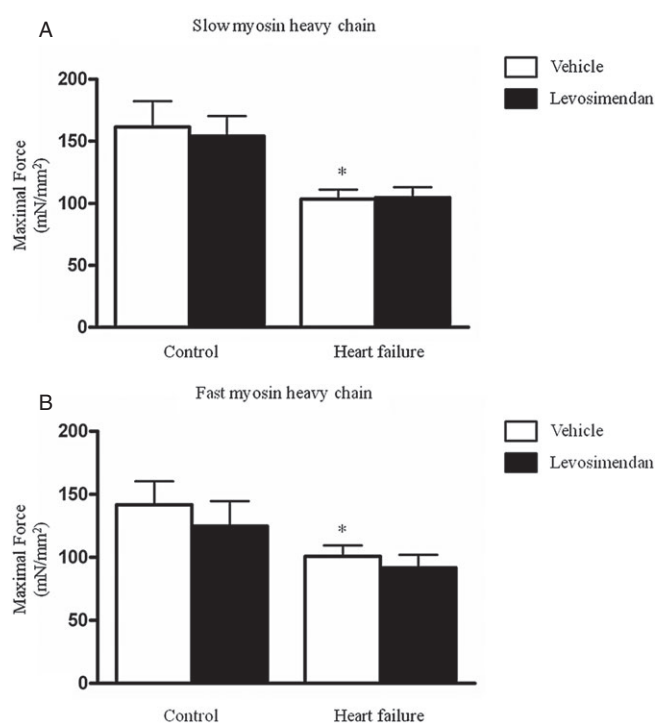 A
Slow myosin heavy chain
200
150
100
50
0
Maximal Force
(mN/mm²)
*
Control
Heart failure
Vehicle
Levosimendan
B
Fast myosin heavy chain
200
150
100
50
0
Maximal Force
(mN/mm²)
*
Control
Heart failure
Vehicle
Levosimendan